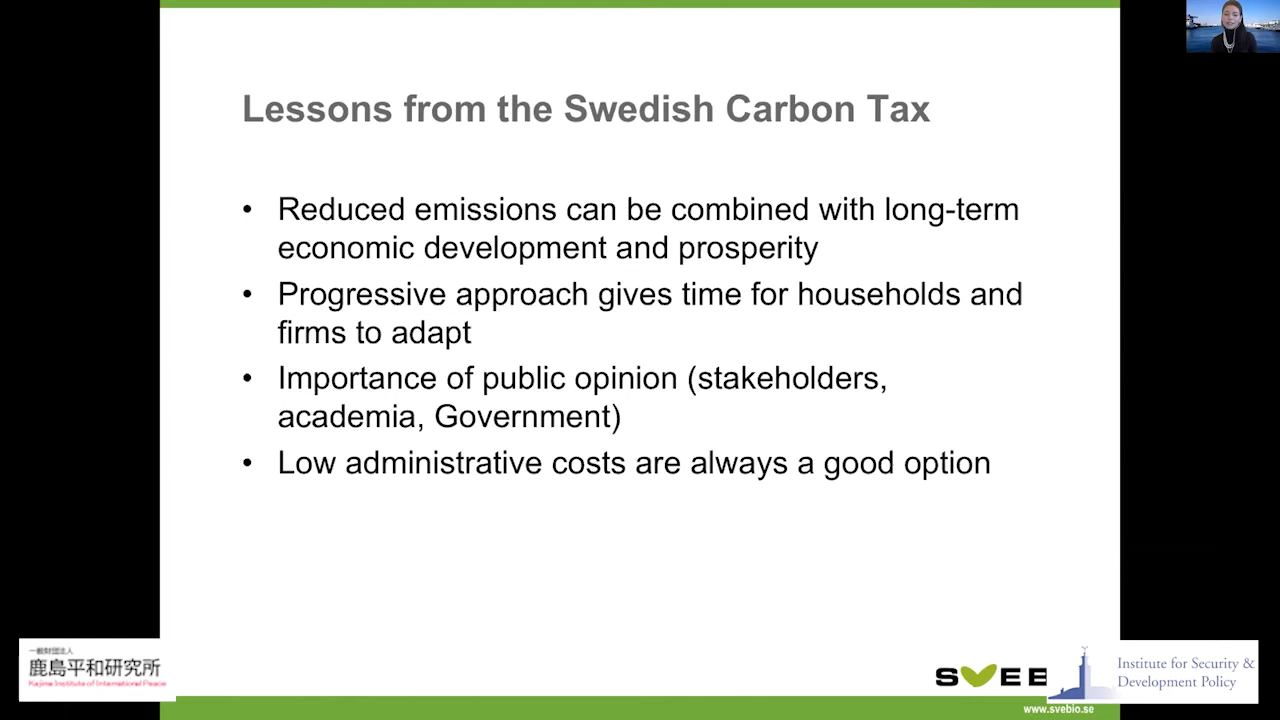 Lessons from the Swedish Carbon Tax
• Reduced emissions can be combined with long-term
economic development and prosperity
• Progressive approach gives time for households and
firms to adapt
• Importance of public opinion (stakeholders,
academia, Government)
• Low administrative costs are always a good option
一般財団法人
鹿島平和研究所
Kajima Institute of International Peace
SVEB
www.svebio.se
Institute for Security &
Development Policy